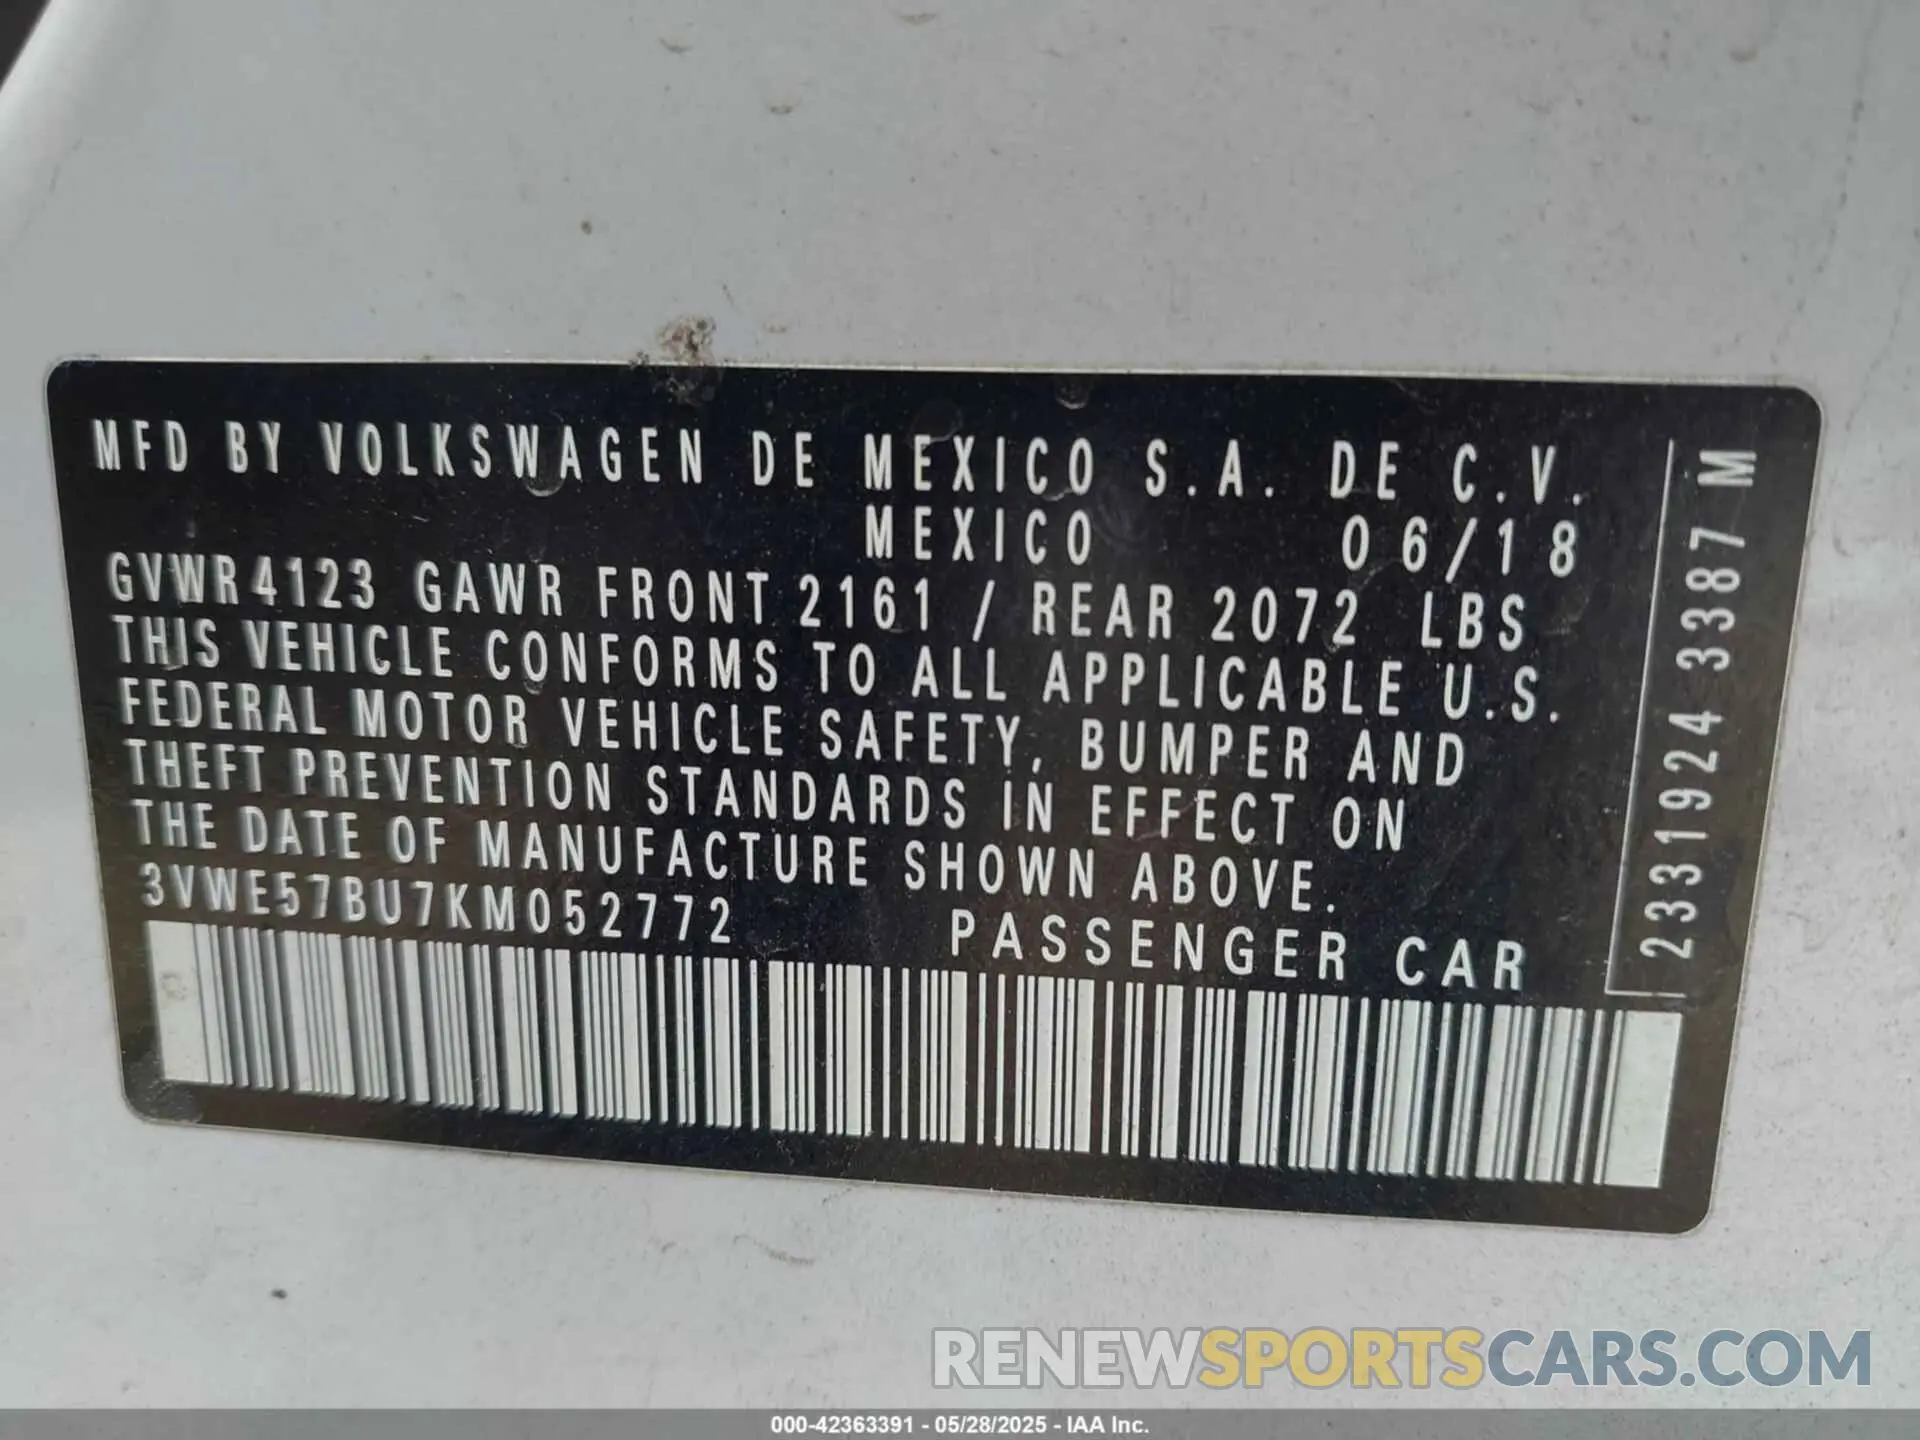 MFD BY VOLKSWAGEN DE MEXICO S.A. DE C.V.
MEXICO 06/18
GVWR 4123 GAWR FRONT 2161 / REAR 2072 LBS
THIS VEHICLE CONFORMS TO ALL APPLICABLE U.S.
FEDERAL MOTOR VEHICLE SAFETY, BUMPER AND
THEFT PREVENTION STANDARDS IN EFFECT ON
THE DATE OF MANUFACTURE SHOWN ABOVE.
3VWE57BU7KM052772 PASSENGER CAR
2331924 3387 M
RENEWSPORTSCARS.COM
000-42363391 - 05/28/2025 - IAA Inc.